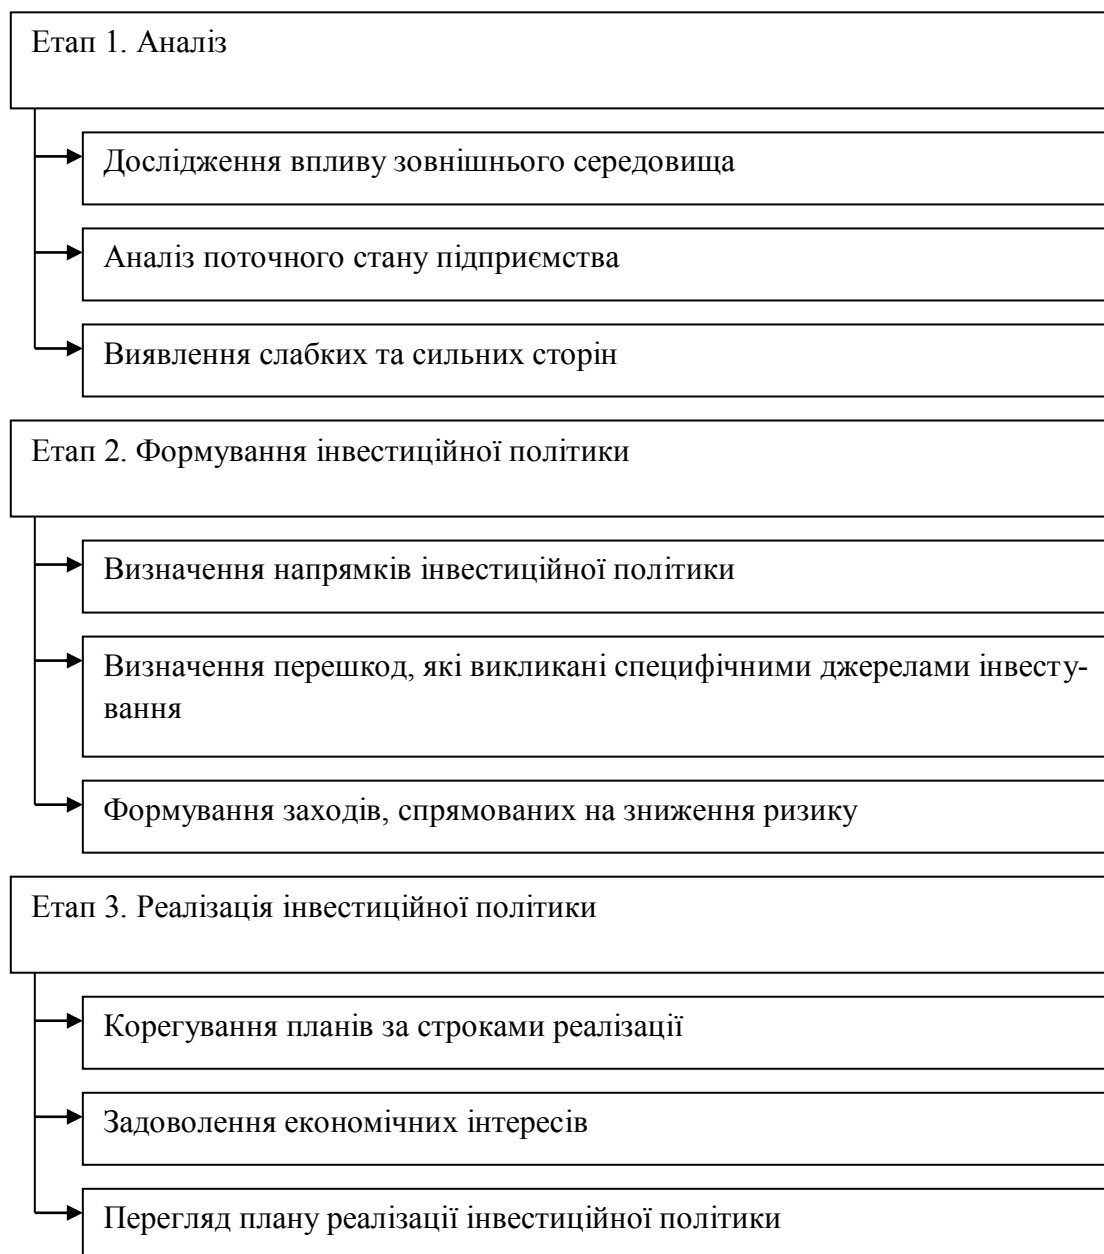 Етап 1. Аналіз
Дослідження впливу зовнішнього середовища
Аналіз поточного стану підприємства
Виявлення слабких та сильних сторін
Етап 2. Формування інвестиційної політики
Визначення напрямків інвестиційної політики
Визначення перешкод, які викликані специфічними джерелами інвесту-
вання
Формування заходів, спрямованих на зниження ризику
Етап 3. Реалізація інвестиційної політики
Корегування планів за строками реалізації
Задоволення економічних інтересів
Перегляд плану реалізації інвестиційної політики